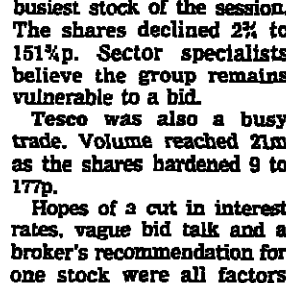 busiest stock of the session.
The shares declined 2¾ to
151¾p. Sector specialists
believe the group remains
vulnerable to a bid.
Tesco was also a busy
trade. Volume reached 21m
as the shares hardened 9 to
177p.
Hopes of a cut in interest
rates, vague bid talk and a
broker's recommendation for
one stock were all factors